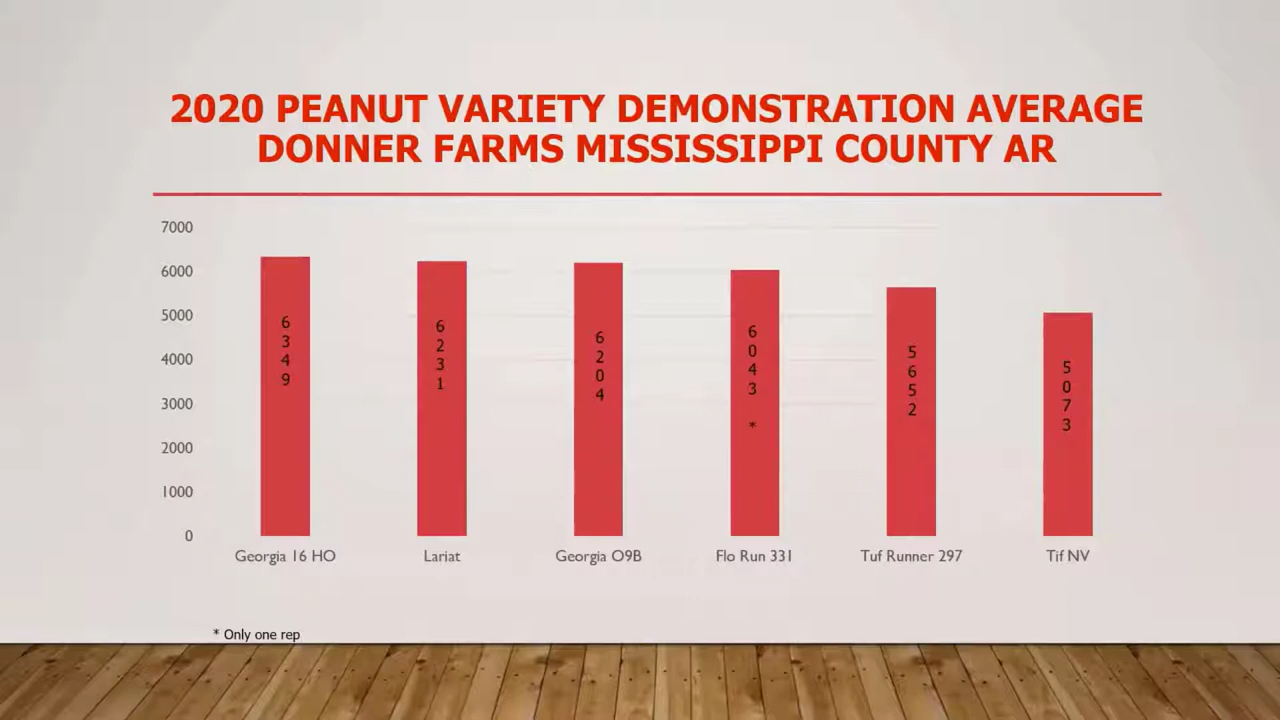 2020 PEANUT VARIETY DEMONSTRATION AVERAGE
DONNER FARMS MISSISSIPPI COUNTY AR
7000
6000
5000
4000
3000
2000
1000
0
6349
6231
6204
6043 *
5652
5073
Georgia 16 HO
Lariat
Georgia O9B
Flo Run 331
Tuf Runner 297
Tif NV
* Only one rep